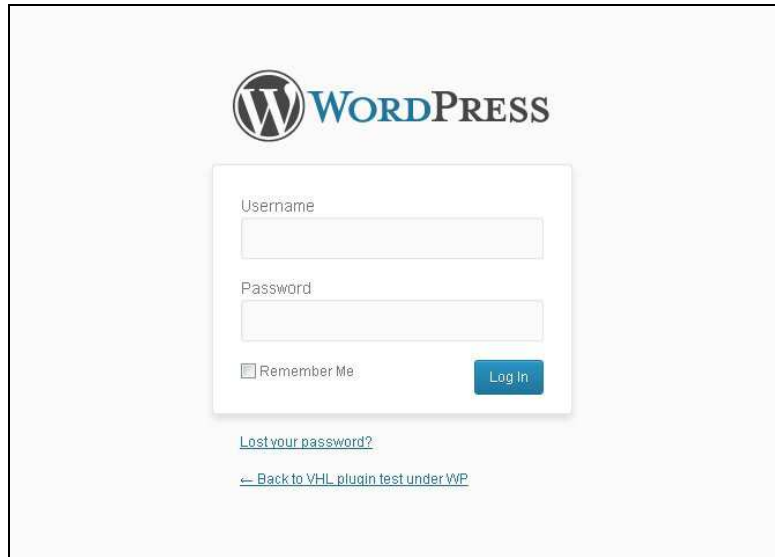 WORDPRESS
Username
Password
Remember Me
Log In
Lost your password?
← Back to VHL plugin test under WP